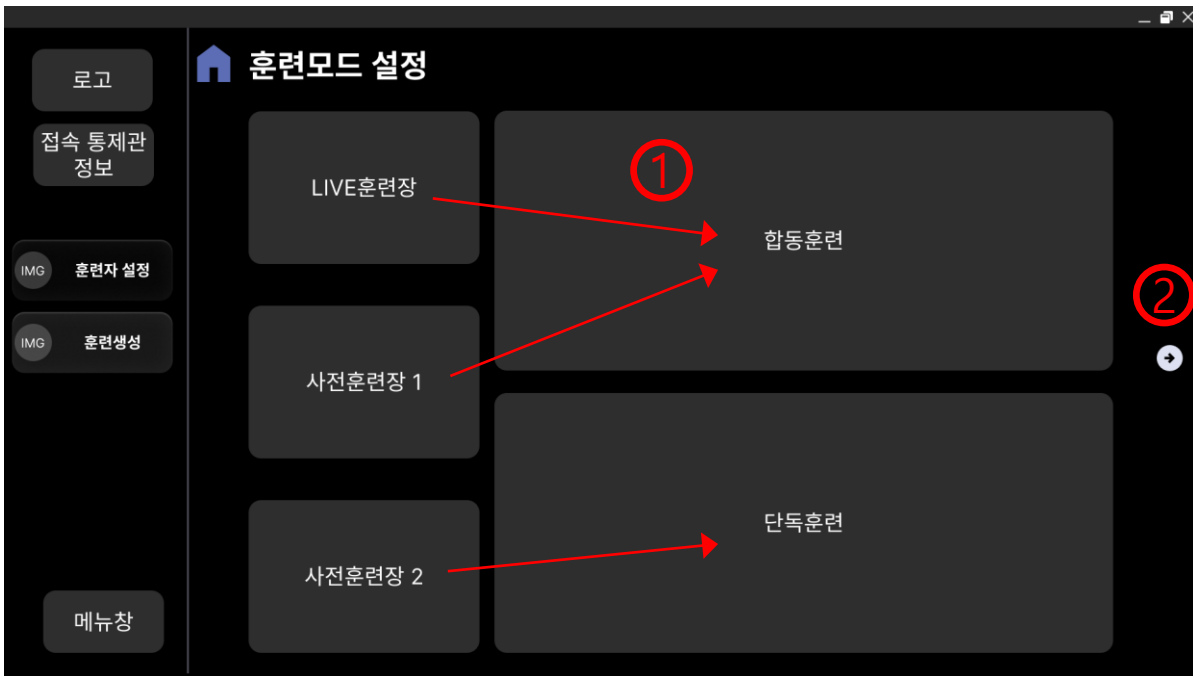 로고
접속 통제관
정보
IMG 훈련자 설정
IMG 훈련생성
메뉴창
훈련모드 설정
LIVE훈련장
사전훈련장 1
사전훈련장 2
1
합동훈련
단독훈련
2